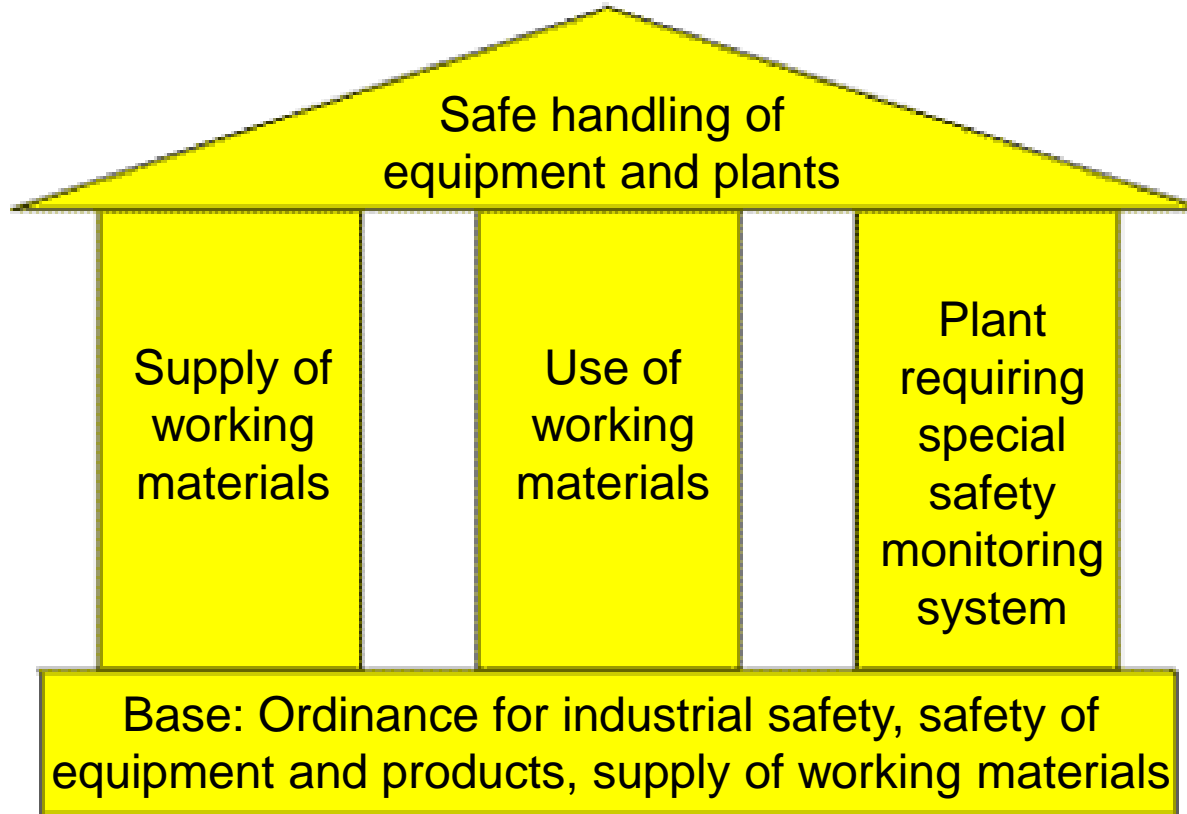 Safe handling of
equipment and plants
Supply of
working
materials
Use of
working
materials
Plant
requiring
special
safety
monitoring
system
Base: Ordinance for industrial safety, safety of
equipment and products, supply of working materials